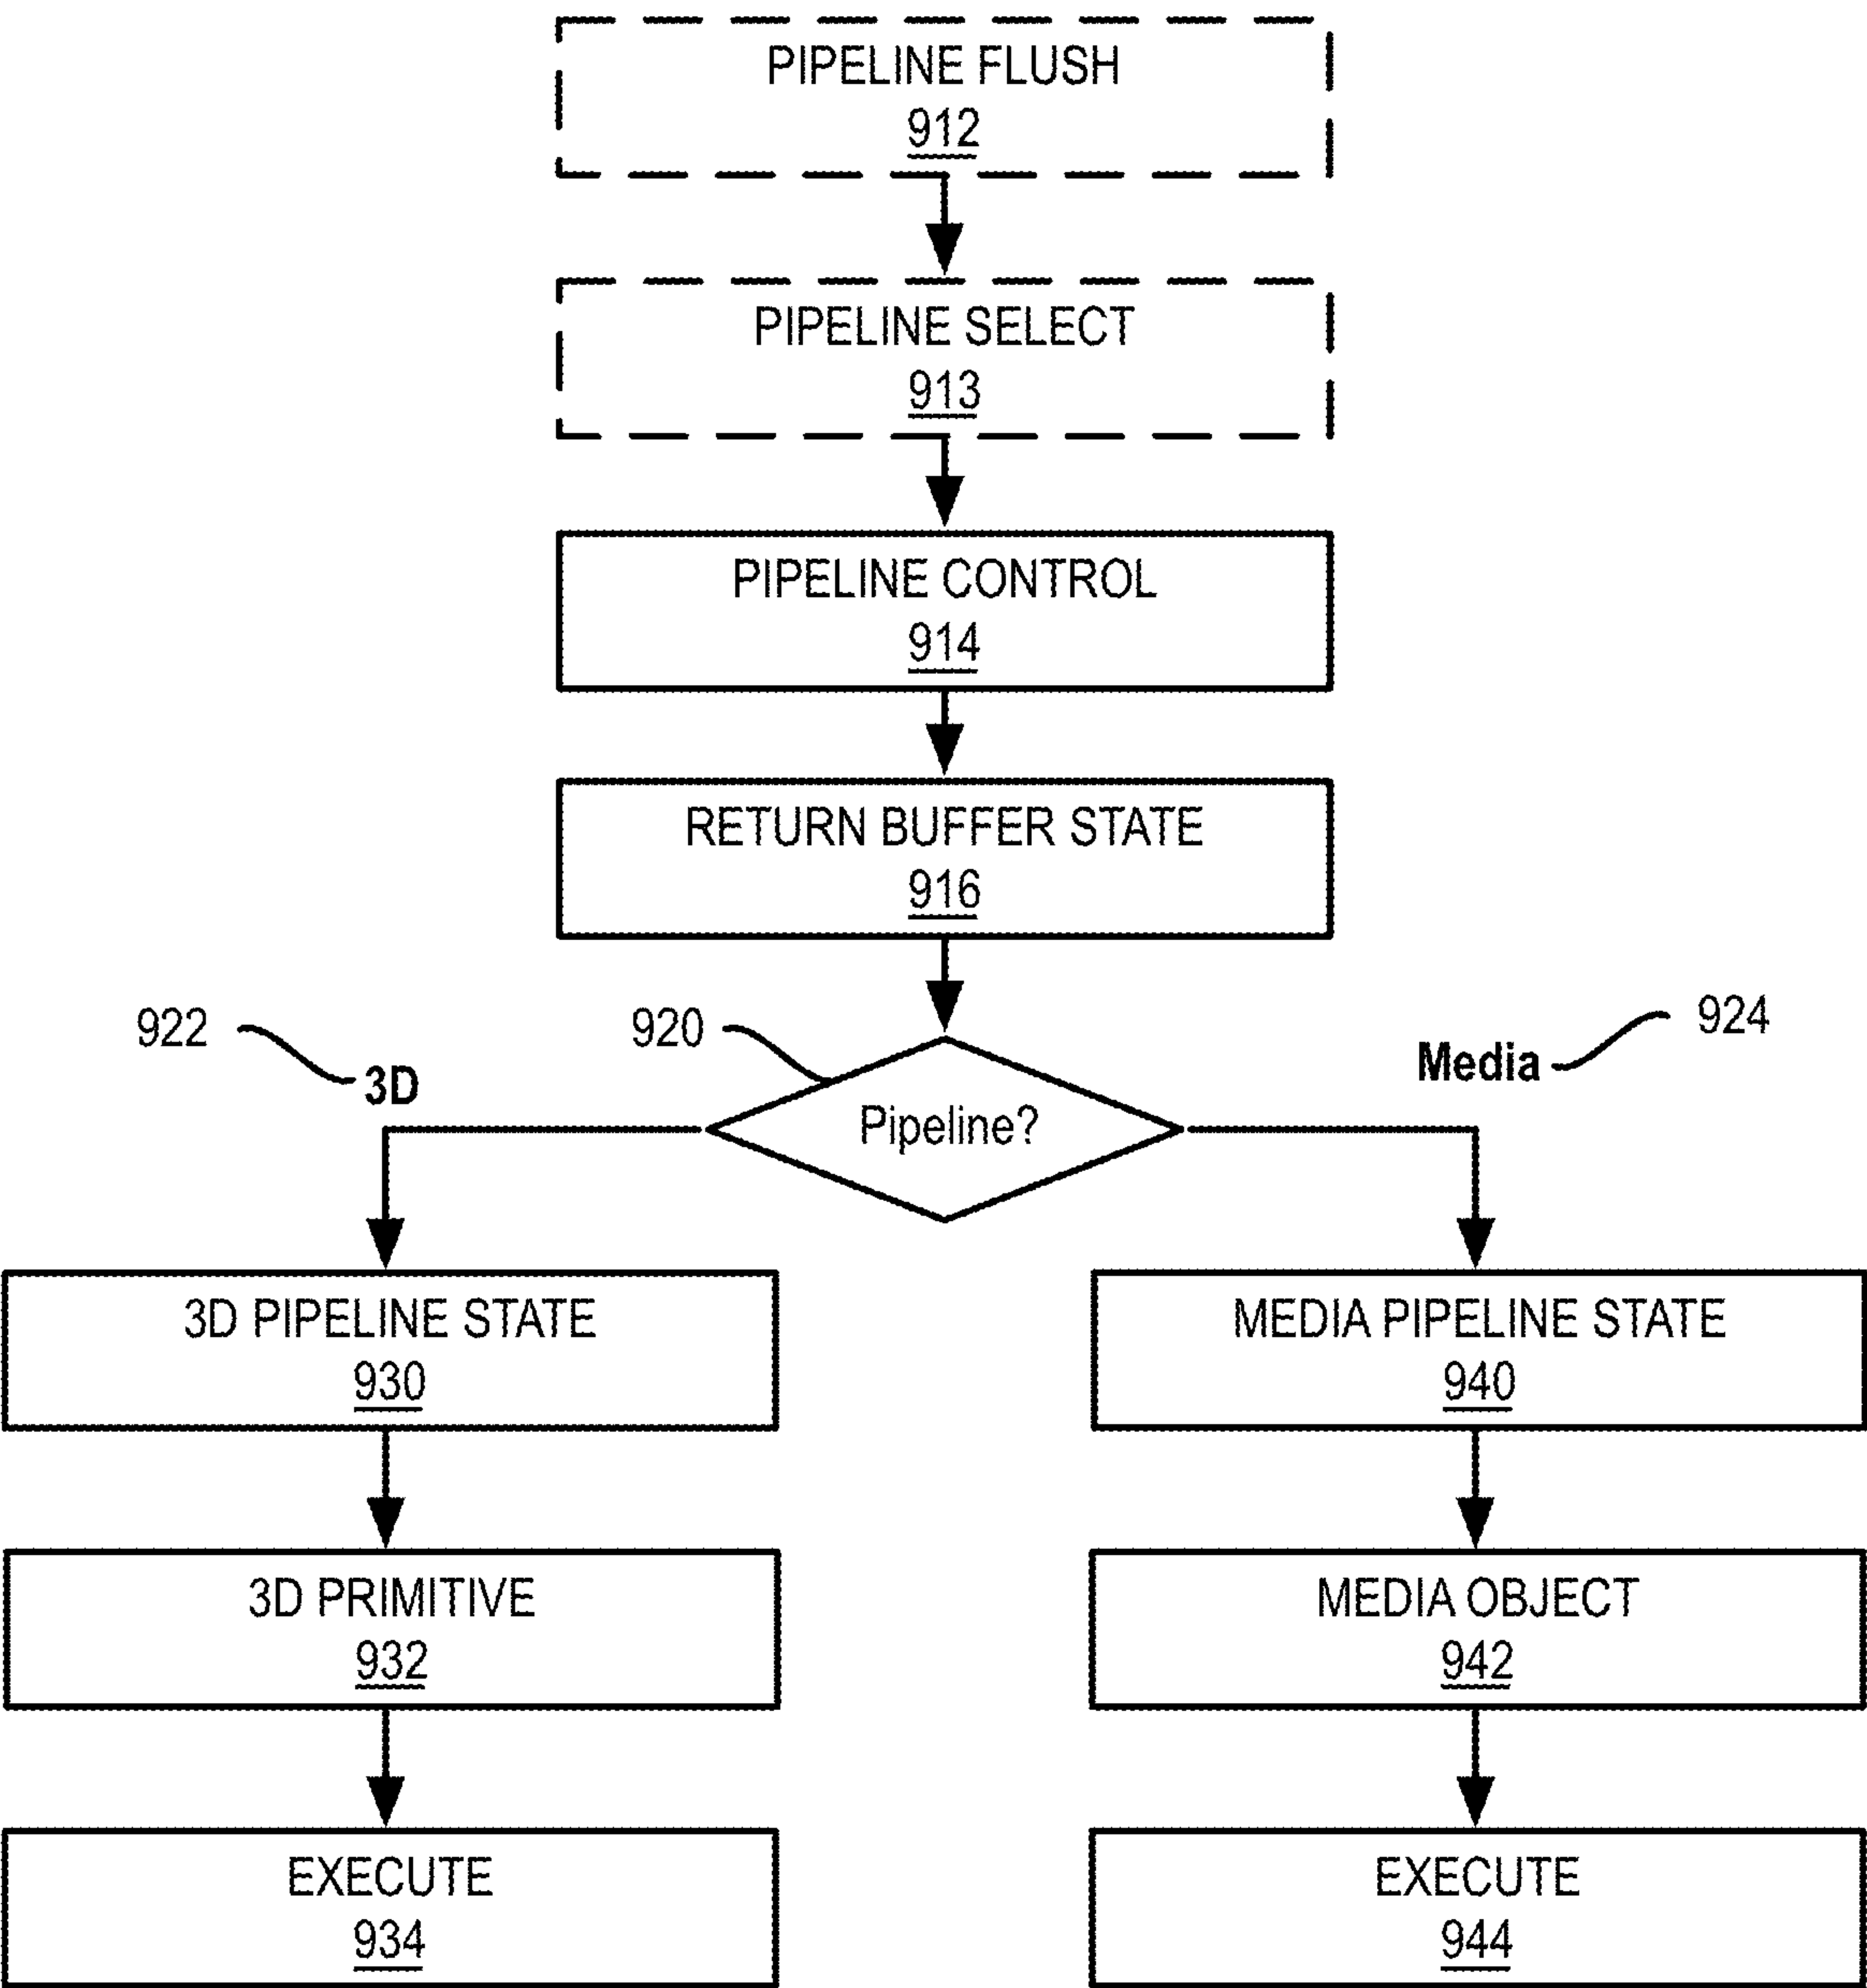 PIPELINE FLUSH
912
PIPELINE SELECT
913
PIPELINE CONTROL
914
RETURN BUFFER STATE
916
922
920
924
3D
Media
Pipeline?
3D PIPELINE STATE
930
MEDIA PIPELINE STATE
940
3D PRIMITIVE
932
MEDIA OBJECT
942
EXECUTE
934
EXECUTE
944